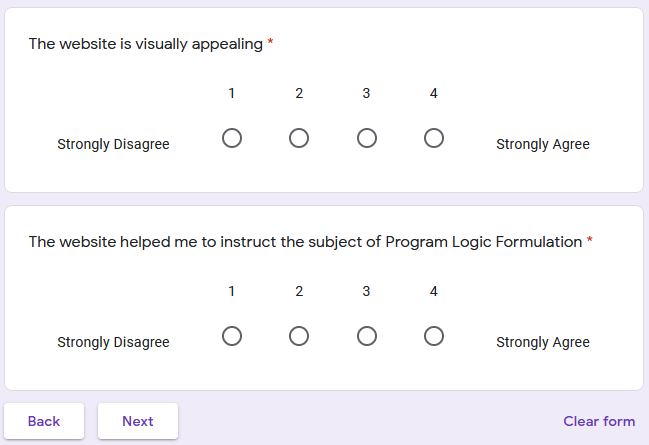 The website is visually appealing *
1 2 3 4
Strongly Disagree Strongly Agree
The website helped me to instruct the subject of Program Logic Formulation *
1 2 3 4
Strongly Disagree Strongly Agree
Back Next Clear form